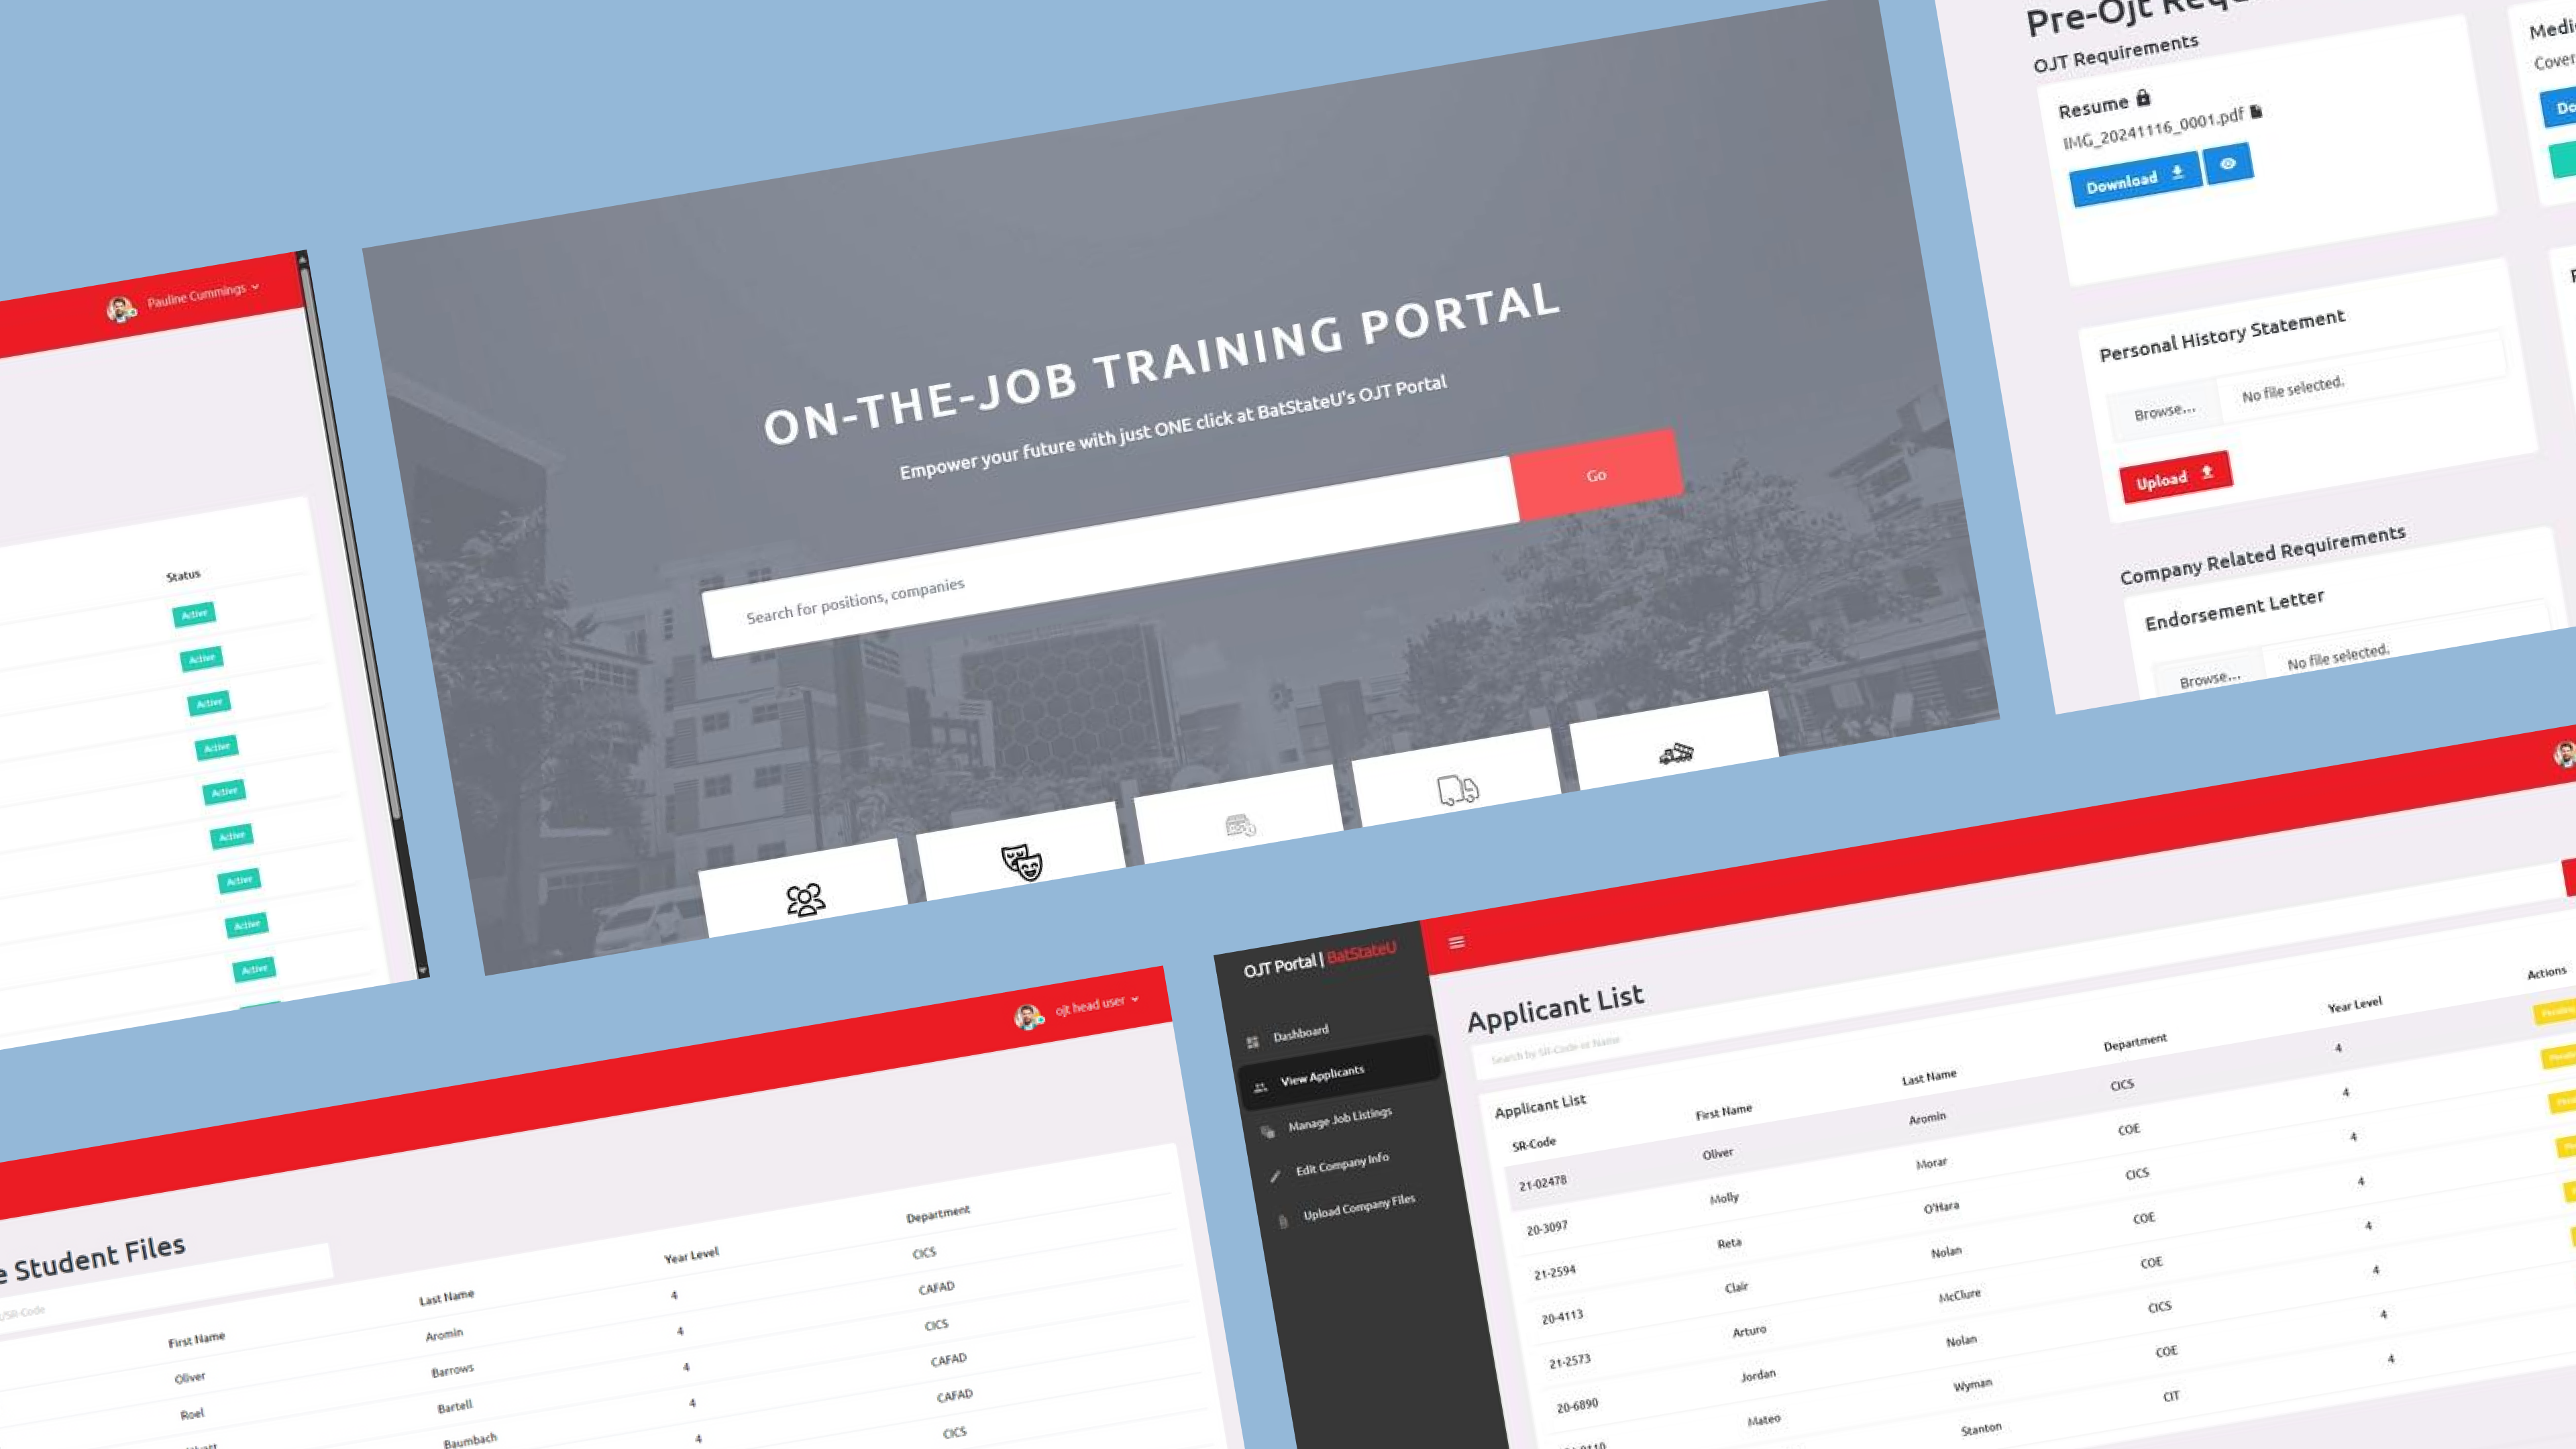 Pauline Cummings
Status
Active
Active
Active
Active
Active
Active
Active
Active
Active
ON-THE-JOB TRAINING PORTAL
Empower your future with just ONE click at BatStateU's OJT Portal
Search for positions, companies
Go
Pre-Ojt
OJT Requirements
Resume
IMG_20241116_0001.pdf
Download
Personal History Statement
Browse... No file selected.
Upload
Company Related Requirements
Endorsement Letter
Browse... No file selected.
Medi
Cover
Do
ojt head user
e Student Files
/SR-Code
First Name Last Name Year Level Department
Oliver Aromin 4 CICS
Roel Barrows 4 CAFAD
Bartell 4 CICS
Baumbach 4 CAFAD
4 CAFAD
CICS
OJT Portal | BatStateU
Dashboard
View Applicants
Manage Job Listings
Edit Company Info
Upload Company Files
Applicant List
Search by SR-Code or Name
Applicant List
SR-Code First Name Last Name Department Year Level Actions
21-02478 Oliver Aromin CICS 4 Pending
20-3097 Molly Morar COE 4
21-2594 Reta O'Hara CICS 4
20-4113 Clair Nolan COE 4
21-2573 Arturo McClure COE 4
20-6890 Jordan Nolan CICS 4
Mateo Wyman COE 4
Stanton CIT 4